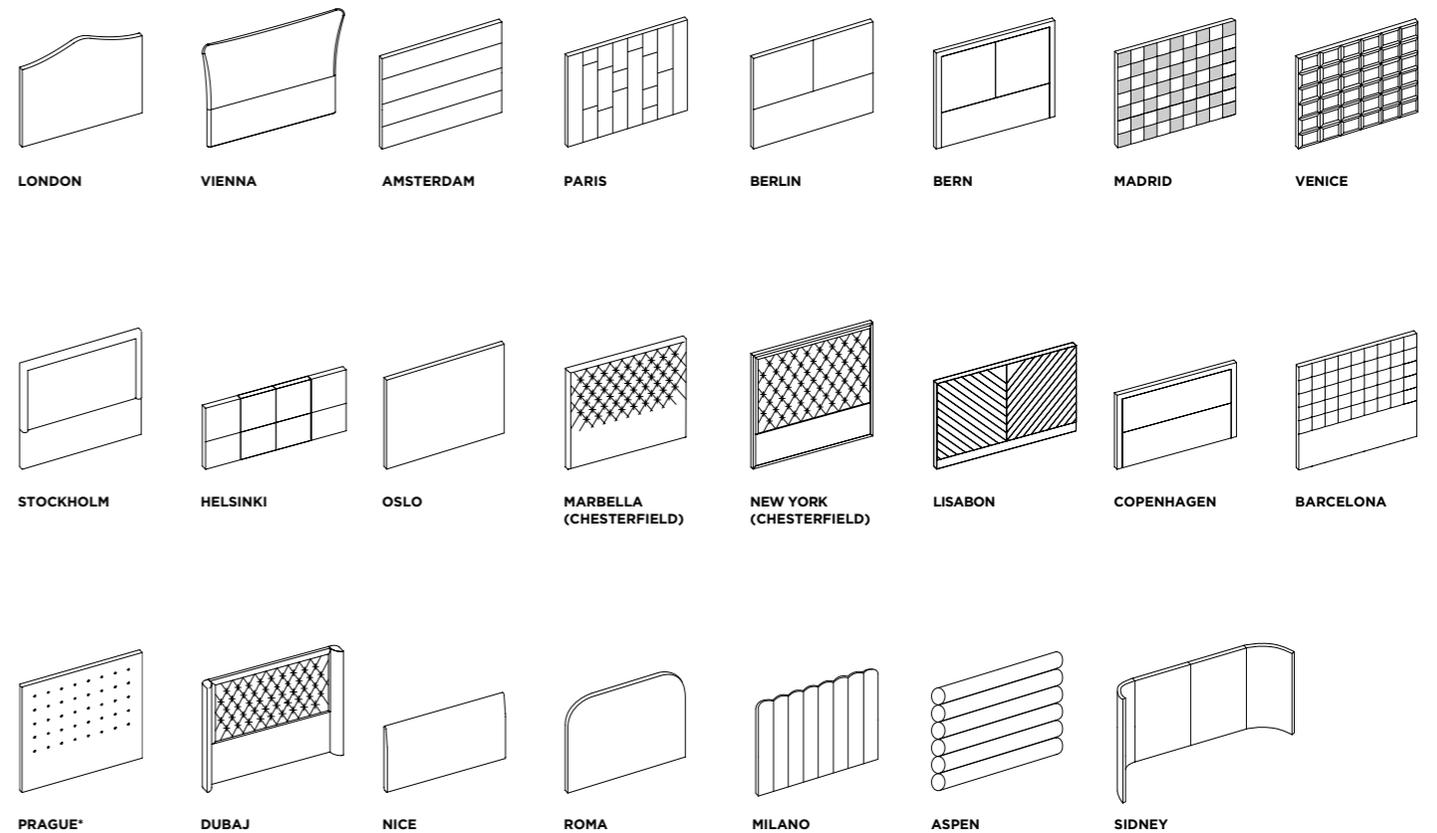 LONDON
VIENNA
AMSTERDAM
PARIS
BERLIN
BERN
MADRID
VENICE
STOCKHOLM
HELSINKI
OSLO
MARBELLA
(CHESTERFIELD)
NEW YORK
(CHESTERFIELD)
LISABON
COPENHAGEN
BARCELONA
PRAGUE*
DUBAJ
NICE
ROMA
MILANO
ASPEN
SIDNEY